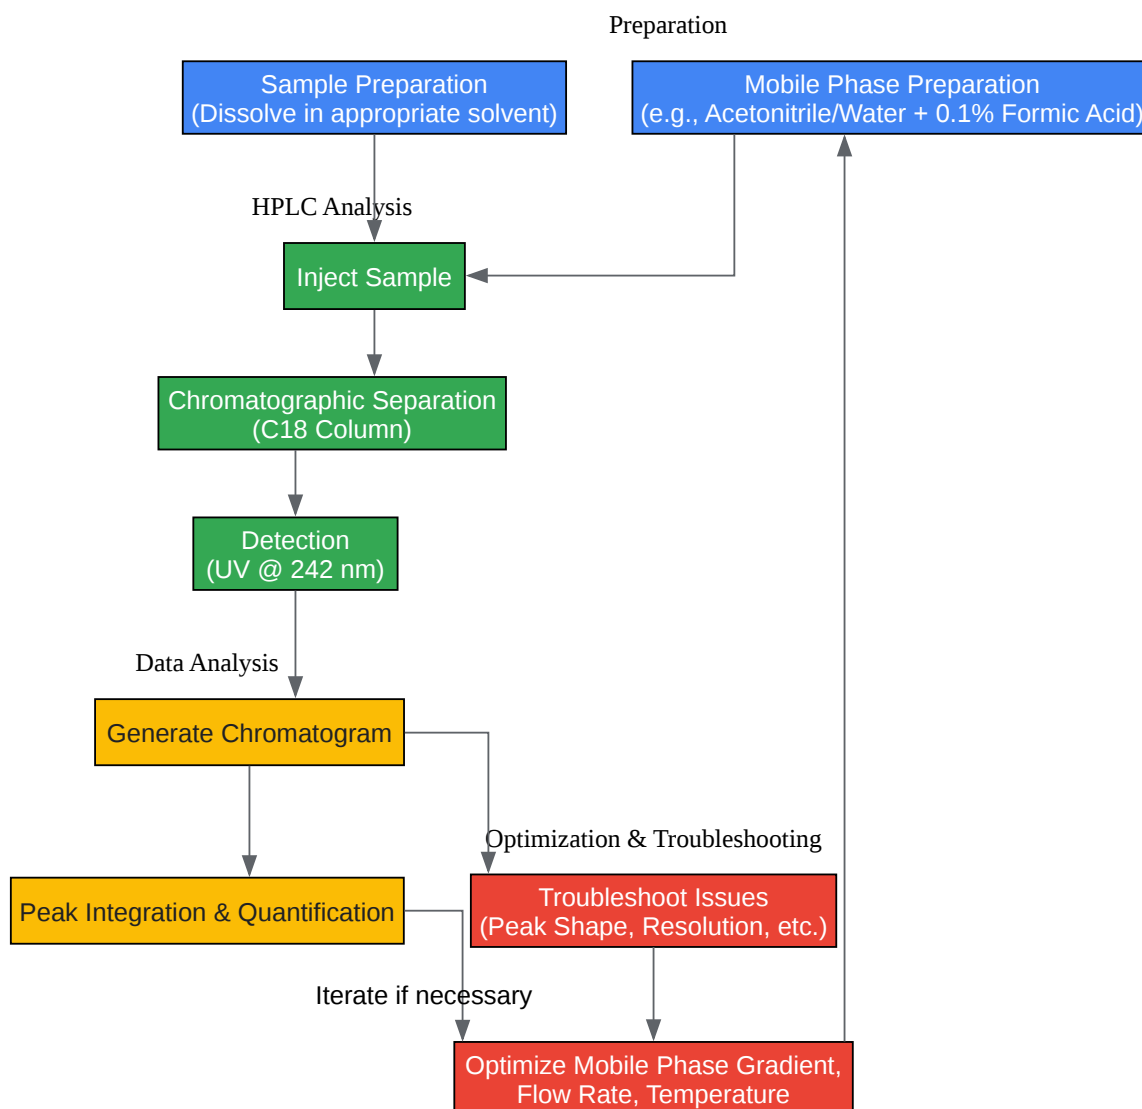 Preparation
Sample Preparation
(Dissolve in appropriate solvent)
Mobile Phase Preparation
(e.g., Acetonitrile/Water + 0.1% Formic Acid)
HPLC Analysis
Inject Sample
Chromatographic Separation
(C18 Column)
Detection
(UV @ 242 nm)
Data Analysis
Generate Chromatogram
Optimization & Troubleshooting
Peak Integration & Quantification
Troubleshoot Issues
(Peak Shape, Resolution, etc.)
Iterate if necessary
Optimize Mobile Phase Gradient,
Flow Rate, Temperature